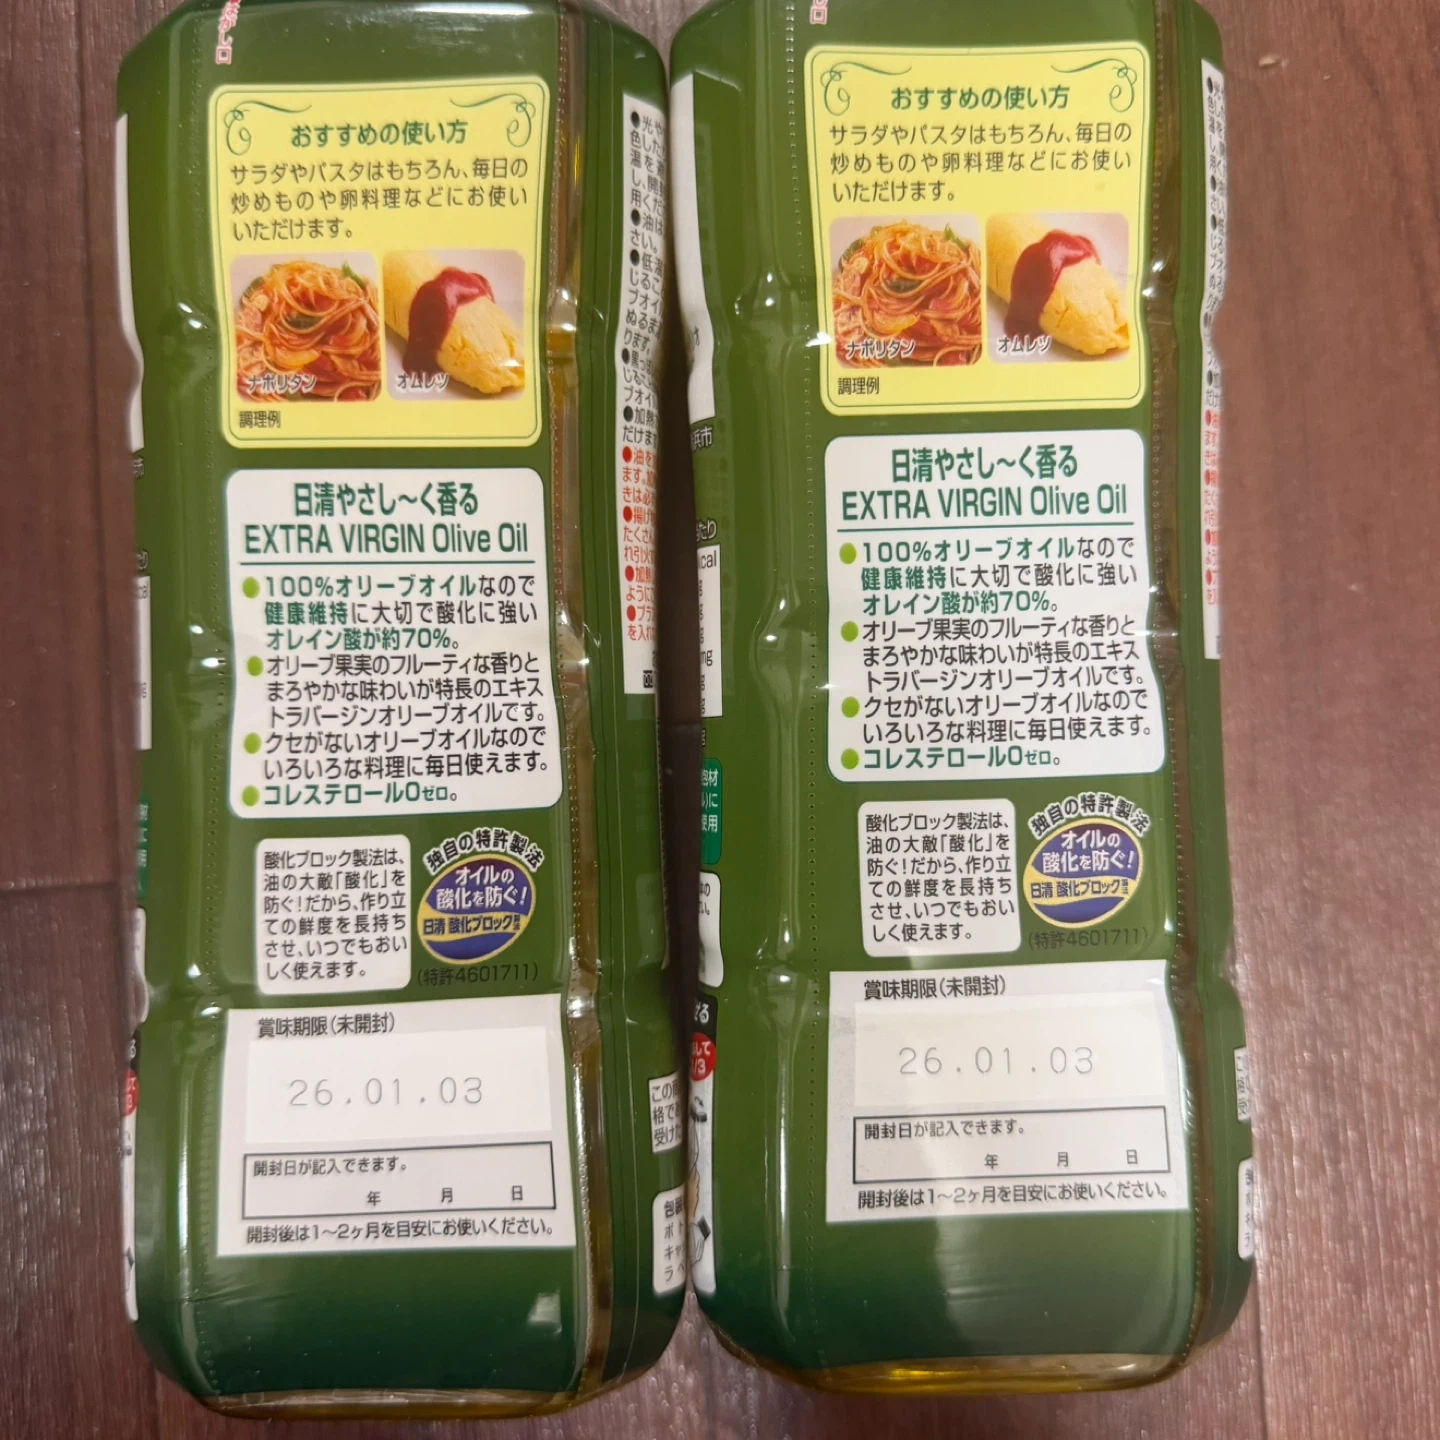 おすすめの使い方
サラダやパスタはもちろん、毎日の
炒めものや卵料理などにお使い
いただけます。
ナポリタン
オムレツ
調理例
日清やさし〜く香る
EXTRA VIRGIN Olive Oil
●100%オリーブオイルなので
健康維持に大切で酸化に強い
オレイン酸が約70%。
●オリーブ果実のフルーティな香りと
まろやかな味わいが特長のエキス
トラバージンオリーブオイルです。
●クセがないオリーブオイルなので
いろいろな料理に毎日使えます。
●コレステロール0ゼロ。
酸化ブロック製法は、
油の大敵「酸化」を
防ぐ!だから、作り立
ての鮮度を長持ち
させ、いつでもおい
しく使えます。
独自の特許製法
オイルの
酸化を防ぐ!
日清 酸化ブロック製法
(特許4601711)
賞味期限(未開封)
26.01.03
開封日が記入できます。
年 月 日
開封後は1〜2ヶ月を目安にお使いください。
おすすめの使い方
サラダやパスタはもちろん、毎日の
炒めものや卵料理などにお使い
いただけます。
ナポリタン
オムレツ
調理例
日清やさし〜く香る
EXTRA VIRGIN Olive Oil
●100%オリーブオイルなので
健康維持に大切で酸化に強い
オレイン酸が約70%。
●オリーブ果実のフルーティな香りと
まろやかな味わいが特長のエキス
トラバージンオリーブオイルです。
●クセがないオリーブオイルなので
いろいろな料理に毎日使えます。
●コレステロール0ゼロ。
酸化ブロック製法は、
油の大敵「酸化」を
防ぐ!だから、作り立
ての鮮度を長持ち
させ、いつでもおい
しく使えます。
独自の特許製法
オイルの
酸化を防ぐ!
日清 酸化ブロック製法
(特許4601711)
賞味期限(未開封)
26.01.03
開封日が記入できます。
年 月 日
開封後は1〜2ヶ月を目安にお使いください。